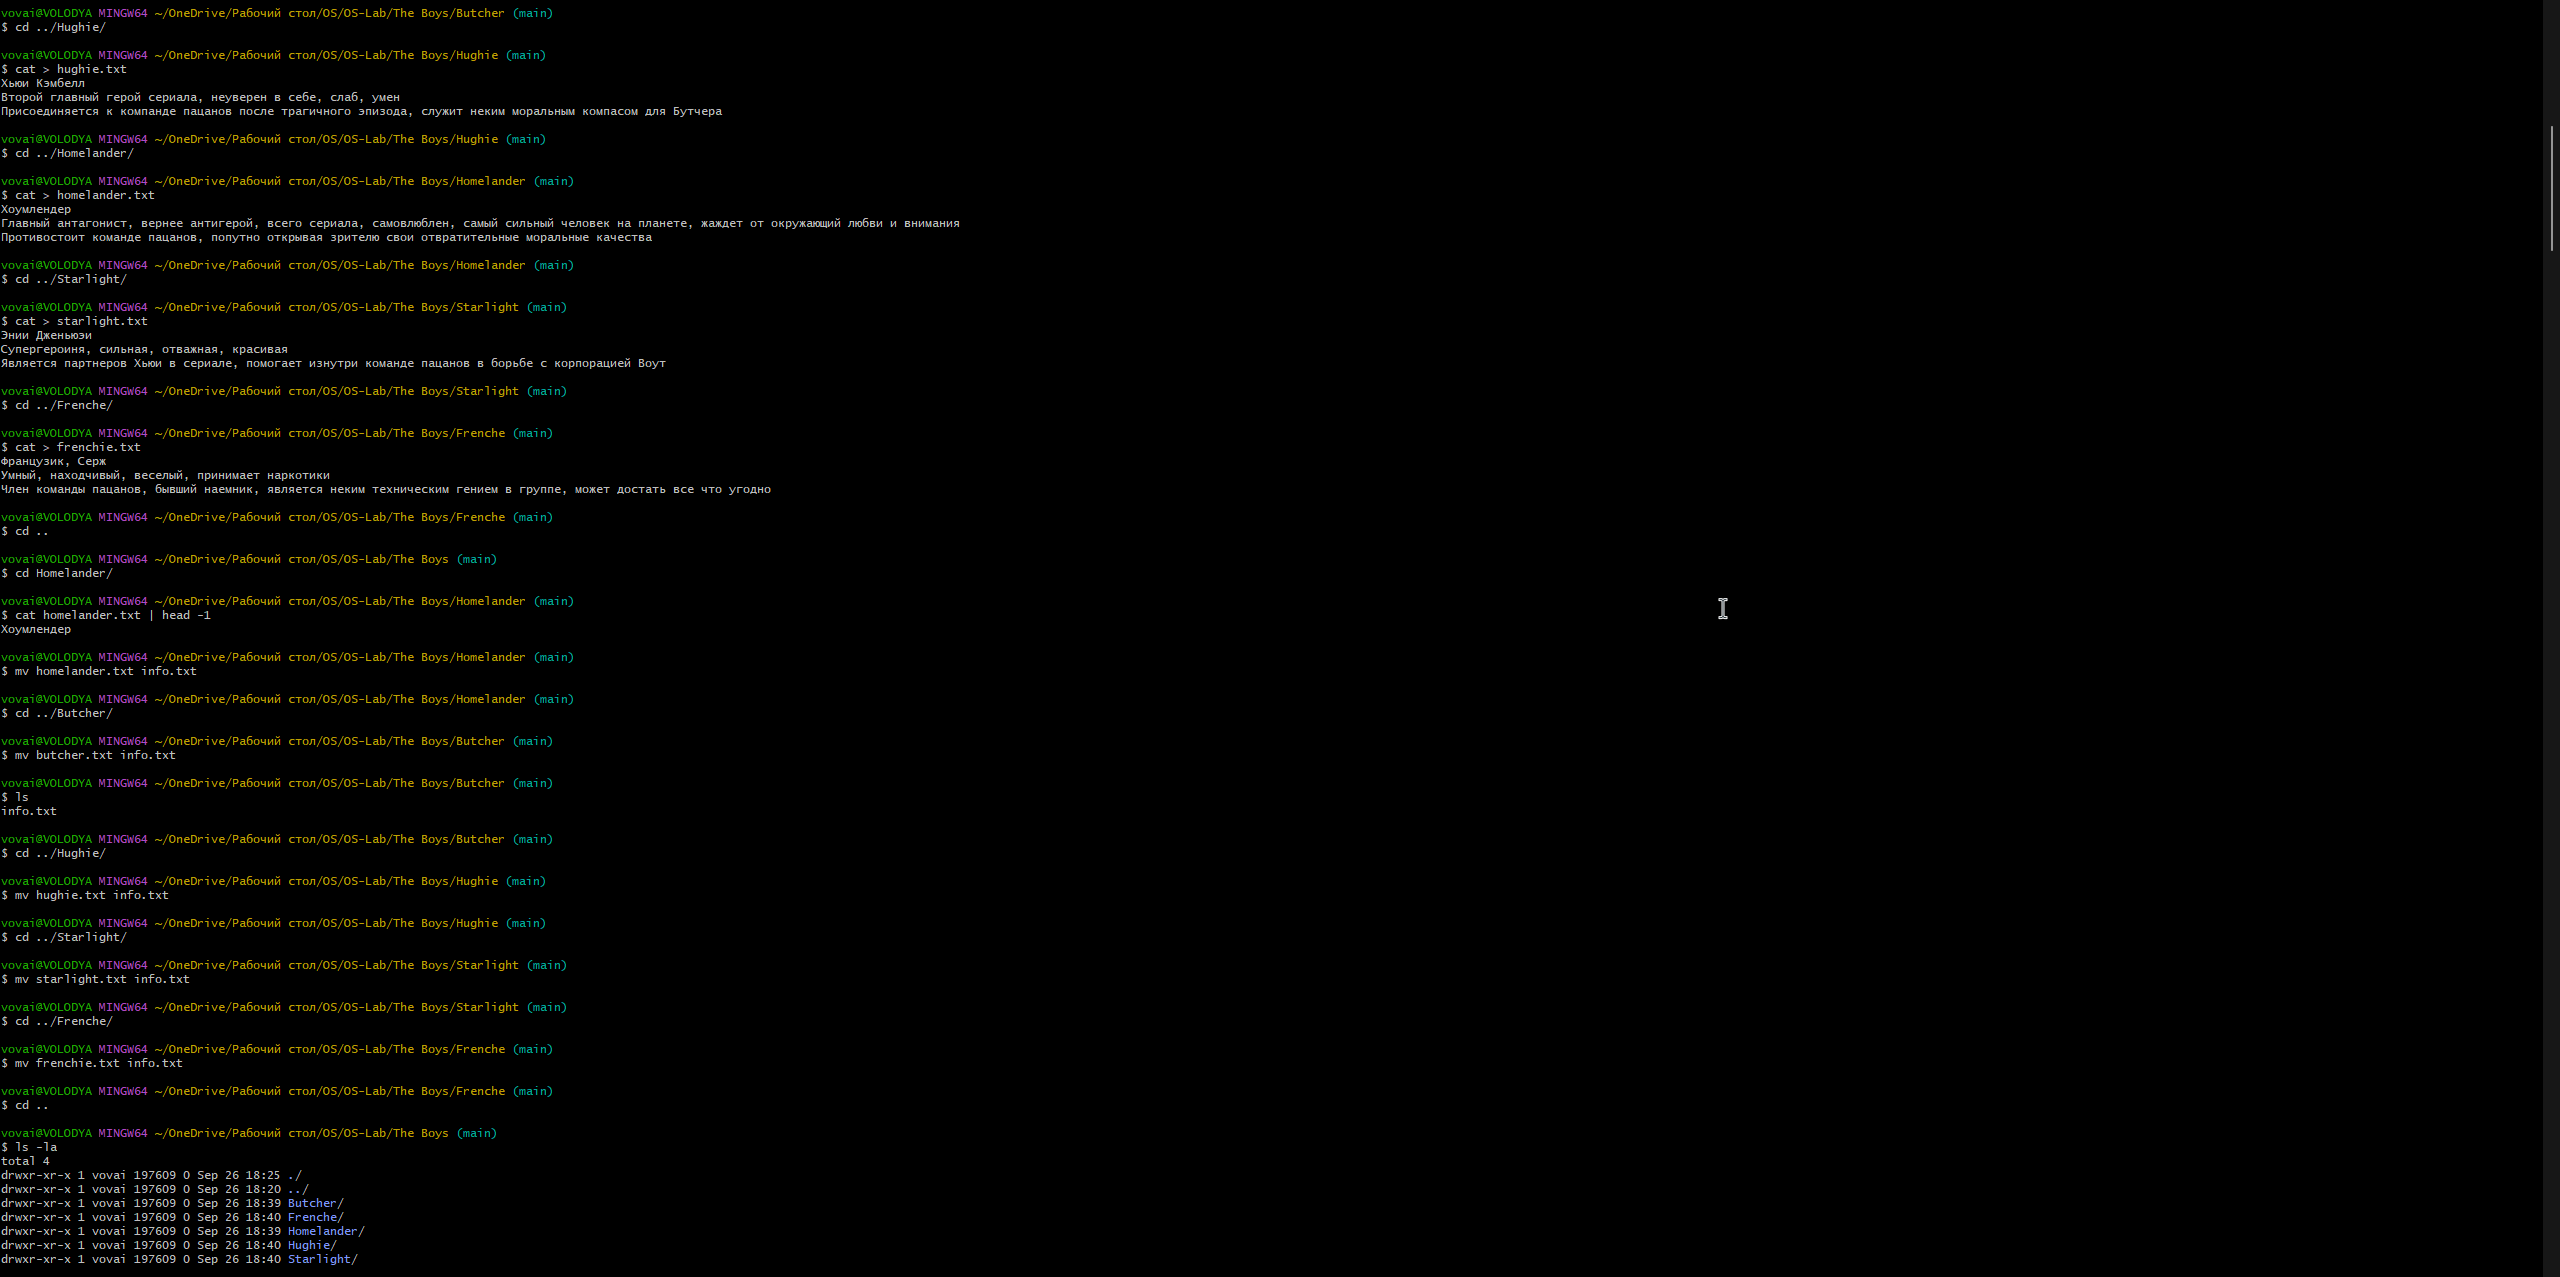 vovai@VOLODYA MINGW64 ~/OneDrive/Рабочий стол/OS/OS-Lab/The Boys/Butcher (main)
$ cd ../Hughie/
vovai@VOLODYA MINGW64 ~/OneDrive/Рабочий стол/OS/OS-Lab/The Boys/Hughie (main)
$ cat > hughie.txt
Хьюи Кэмбелл
Второй главный герой сериала, неуверен в себе, слаб, умен
Присоединяется к компанде пацанов после трагичного эпизода, служит неким моральным компасом для Бутчера
vovai@VOLODYA MINGW64 ~/OneDrive/Рабочий стол/OS/OS-Lab/The Boys/Hughie (main)
$ cd ../Homelander/
vovai@VOLODYA MINGW64 ~/OneDrive/Рабочий стол/OS/OS-Lab/The Boys/Homelander (main)
$ cat > homelander.txt
Хоумлендер
Главный антагонист, вернее антигерой, всего сериала, самовлюблен, самый сильный человек на планете, жаждет от окружающий любви и внимания
Противостоит команде пацанов, попутно открывая зрителю свои отвратительные моральные качества
vovai@VOLODYA MINGW64 ~/OneDrive/Рабочий стол/OS/OS-Lab/The Boys/Homelander (main)
$ cd ../Starlight/
vovai@VOLODYA MINGW64 ~/OneDrive/Рабочий стол/OS/OS-Lab/The Boys/Starlight (main)
$ cat > starlight.txt
Энии Дженьюэи
Супергероиня, сильная, отважная, красивая
Является партнеров Хьюи в сериале, помогает изнутри команде пацанов в борьбе с корпорацией Воут
vovai@VOLODYA MINGW64 ~/OneDrive/Рабочий стол/OS/OS-Lab/The Boys/Starlight (main)
$ cd ../Frenche/
vovai@VOLODYA MINGW64 ~/OneDrive/Рабочий стол/OS/OS-Lab/The Boys/Frenche (main)
$ cat > frenchie.txt
Французик, Серж
Умный, находчивый, веселый, принимает наркотики
Член команды пацанов, бывший наемник, является неким техническим гением в группе, может достать все что угодно
vovai@VOLODYA MINGW64 ~/OneDrive/Рабочий стол/OS/OS-Lab/The Boys/Frenche (main)
$ cd ..
vovai@VOLODYA MINGW64 ~/OneDrive/Рабочий стол/OS/OS-Lab/The Boys (main)
$ cd Homelander/
vovai@VOLODYA MINGW64 ~/OneDrive/Рабочий стол/OS/OS-Lab/The Boys/Homelander (main)
$ cat homelander.txt | head -1
Хоумлендер
vovai@VOLODYA MINGW64 ~/OneDrive/Рабочий стол/OS/OS-Lab/The Boys/Homelander (main)
$ mv homelander.txt info.txt
vovai@VOLODYA MINGW64 ~/OneDrive/Рабочий стол/OS/OS-Lab/The Boys/Homelander (main)
$ cd ../Butcher/
vovai@VOLODYA MINGW64 ~/OneDrive/Рабочий стол/OS/OS-Lab/The Boys/Butcher (main)
$ mv butcher.txt info.txt
vovai@VOLODYA MINGW64 ~/OneDrive/Рабочий стол/OS/OS-Lab/The Boys/Butcher (main)
$ ls
info.txt
vovai@VOLODYA MINGW64 ~/OneDrive/Рабочий стол/OS/OS-Lab/The Boys/Butcher (main)
$ cd ../Hughie/
vovai@VOLODYA MINGW64 ~/OneDrive/Рабочий стол/OS/OS-Lab/The Boys/Hughie (main)
$ mv hughie.txt info.txt
vovai@VOLODYA MINGW64 ~/OneDrive/Рабочий стол/OS/OS-Lab/The Boys/Hughie (main)
$ cd ../Starlight/
vovai@VOLODYA MINGW64 ~/OneDrive/Рабочий стол/OS/OS-Lab/The Boys/Starlight (main)
$ mv starlight.txt info.txt
vovai@VOLODYA MINGW64 ~/OneDrive/Рабочий стол/OS/OS-Lab/The Boys/Starlight (main)
$ cd ../Frenche/
vovai@VOLODYA MINGW64 ~/OneDrive/Рабочий стол/OS/OS-Lab/The Boys/Frenche (main)
$ mv frenchie.txt info.txt
vovai@VOLODYA MINGW64 ~/OneDrive/Рабочий стол/OS/OS-Lab/The Boys/Frenche (main)
$ cd ..
vovai@VOLODYA MINGW64 ~/OneDrive/Рабочий стол/OS/OS-Lab/The Boys (main)
$ ls -la
total 4
drwxr-xr-x 1 vovai 197609 0 Sep 26 18:25 ./
drwxr-xr-x 1 vovai 197609 0 Sep 26 18:20 ../
drwxr-xr-x 1 vovai 197609 0 Sep 26 18:39 Butcher/
drwxr-xr-x 1 vovai 197609 0 Sep 26 18:40 Frenche/
drwxr-xr-x 1 vovai 197609 0 Sep 26 18:39 Homelander/
drwxr-xr-x 1 vovai 197609 0 Sep 26 18:40 Hughie/
drwxr-xr-x 1 vovai 197609 0 Sep 26 18:40 Starlight/